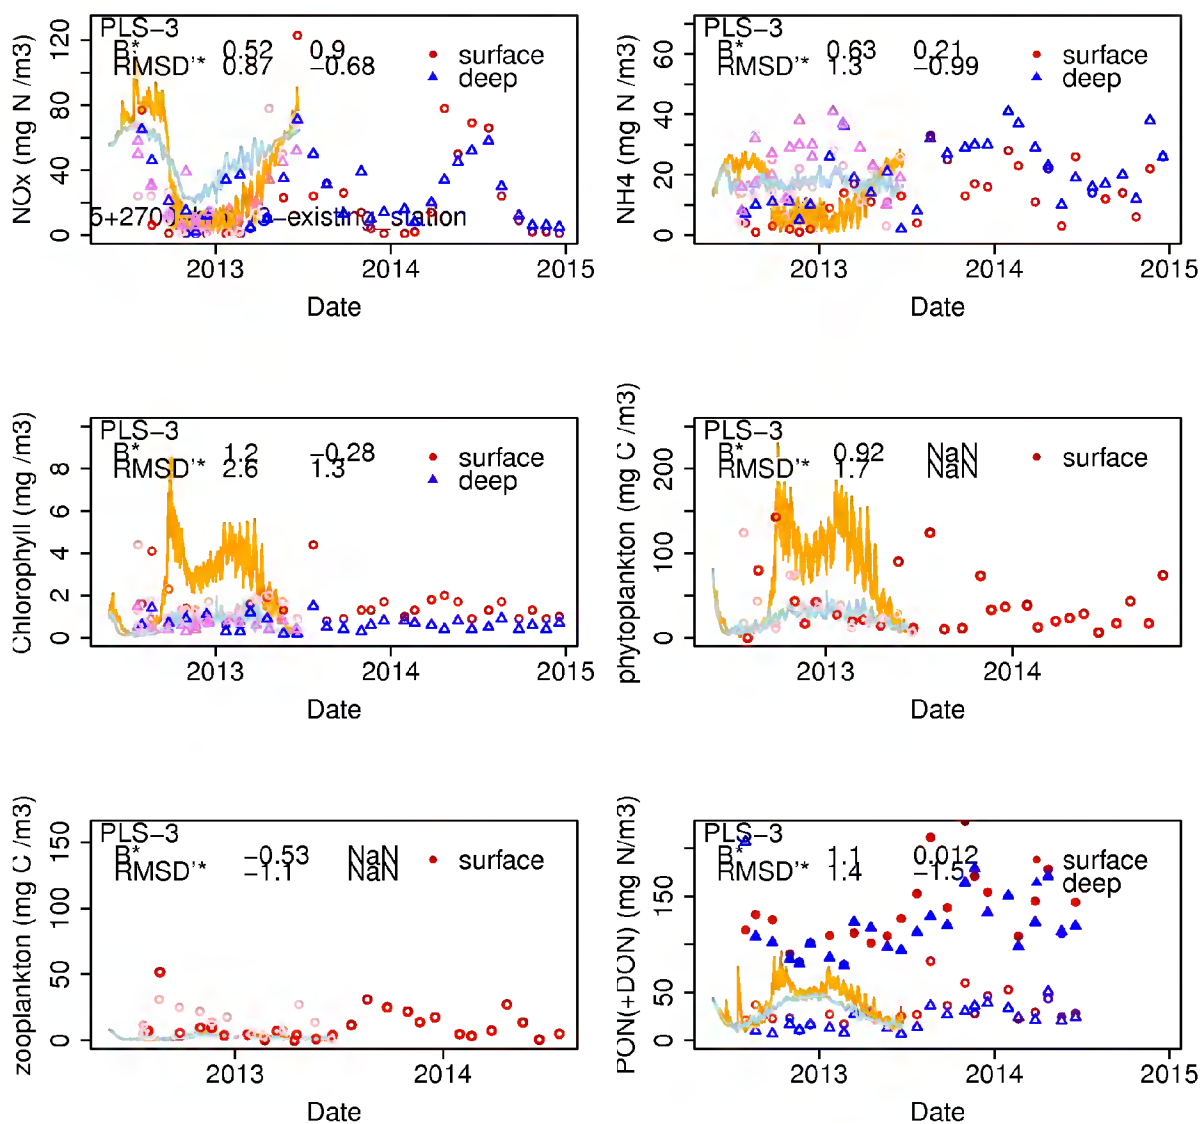 PLS−3
B* 0.52 0.9
RMSD'* 0.87 −0.68
surface
deep
NOx (mg N /m3)
0 40 80 120
−existing_station
2013 2014 2015
Date
PLS−3
B* 0.63 0.21
RMSD'* 1.3 −0.99
surface
deep
NH4 (mg N /m3)
0 20 40 60
2013 2014 2015
Date
PLS−3
B* 1.2 −0.28
RMSD'* 2.6 1.3
surface
deep
Chlorophyll (mg /m3)
0 2 4 6 8
2013 2014 2015
Date
PLS−3
B* 0.92 NaN
RMSD'* 1.7 NaN
surface
phytoplankton (mg C /m3)
0 100 200
2013 2014
Date
PLS−3
B* −0.53 NaN
RMSD'* −1.1 NaN
surface
zooplankton (mg C /m3)
0 50 100 150
2013 2014
Date
PLS−3
B* 1.1 0.012
RMSD'* 1.4 −1.5
surface
deep
PON(+DON) (mg N/m3)
0 50 150
2013 2014 2015
Date